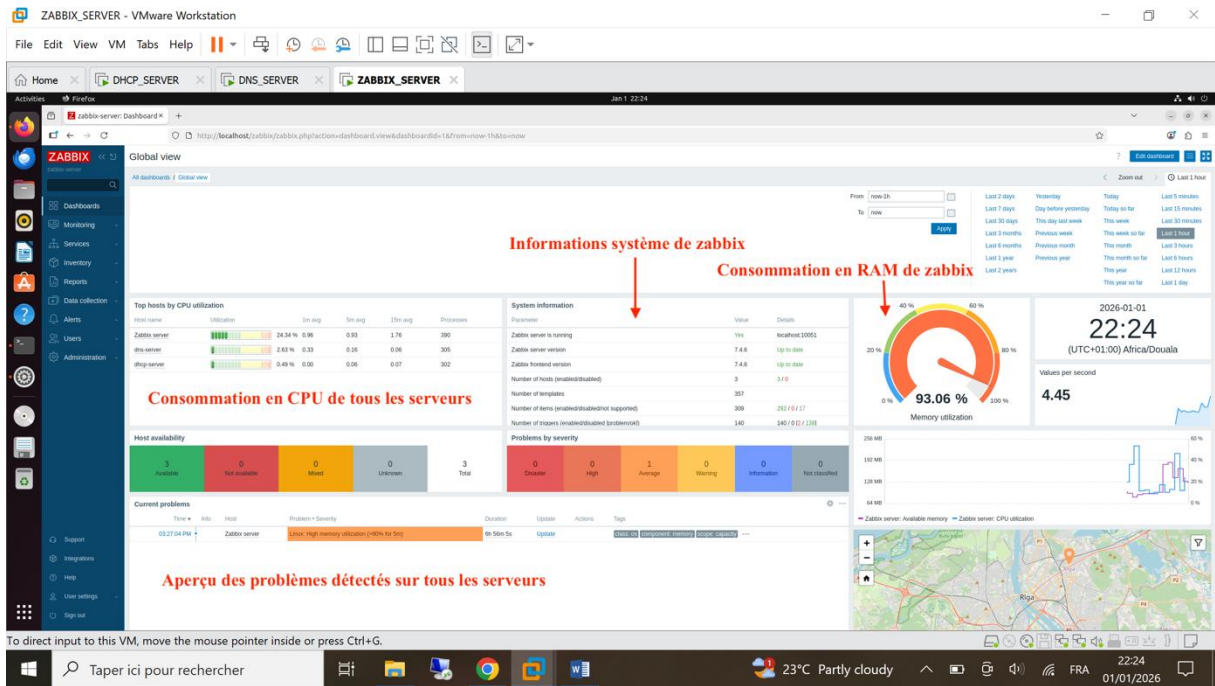 ZABBIX_SERVER - VMware Workstation
File Edit View VM Tabs Help
Home DHCP_SERVER DNS_SERVER ZABBIX_SERVER
Activities Firefox Jan 1 22:24
zabbix-server: Dashboard
http://localhost/zabbix/zabbix.php?action=dashboard.view&dashboardid=1&from=now-1h&to=now
ZABBIX
zabbix-server
Global view
? Edit dashboard
All dashboards / Global view
Zoom out Last 1 hour
From now-1h
To now
Apply
Last 2 days Yesterday Today Last 5 minutes
Last 7 days Day before yesterday Today so far Last 15 minutes
Last 30 days This day last week This week Last 30 minutes
Last 3 months Previous week This week so far Last 1 hour
Last 6 months Previous month This month Last 3 hours
Last 1 year Previous year This month so far Last 6 hours
Last 2 years This year Last 12 hours
This year so far Last 1 day
Dashboards
Monitoring
Services
Inventory
Reports
Data collection
Alerts
Users
Administration
Support
Integrations
Help
User settings
Sign out
Informations système de zabbix
Consommation en RAM de zabbix
Top hosts by CPU utilization
Host name Utilization 1m avg 5m avg 15m avg Processes
Zabbix server 24.34 % 0.96 0.93 1.76 390
dns-server 2.63 % 0.33 0.16 0.06 305
dhcp-server 0.49 % 0.00 0.06 0.07 302
Consommation en CPU de tous les serveurs
System information
Parameter Value Details
Zabbix server is running Yes localhost:10051
Zabbix server version 7.4.6 Up to date
Zabbix frontend version 7.4.6 Up to date
Number of hosts (enabled/disabled) 3 3 / 0
Number of templates 357
Number of items (enabled/disabled/not supported) 309 292 / 0 / 17
Number of triggers (enabled/disabled [problem/ok]) 140 140 / 0 [2 / 138]
40 % 60 %
20 % 80 %
0 % 93.06 % 100 %
Memory utilization
2026-01-01
22:24
(UTC+01:00) Africa/Douala
Values per second
4.45
Host availability
3 0 0 0 3
Available Not available Mixed Unknown Total
Problems by severity
0 0 1 0 0 0
Disaster High Average Warning Information Not classified
256 MB 60 %
192 MB 40 %
128 MB 20 %
64 MB 0 %
Zabbix server: Available memory Zabbix server: CPU utilization
Current problems
Time Info Host Problem • Severity Duration Update Actions Tags
03:27:04 PM Zabbix server Linux: High memory utilization (>90% for 5m) 6h 56m 5s Update class: os component: memory scope: capacity
Aperçu des problèmes détectés sur tous les serveurs
+
−
Rīga
P2
P4
P5
To direct input to this VM, move the mouse pointer inside or press Ctrl+G.
Taper ici pour rechercher
23°C Partly cloudy
FRA
22:24
01/01/2026